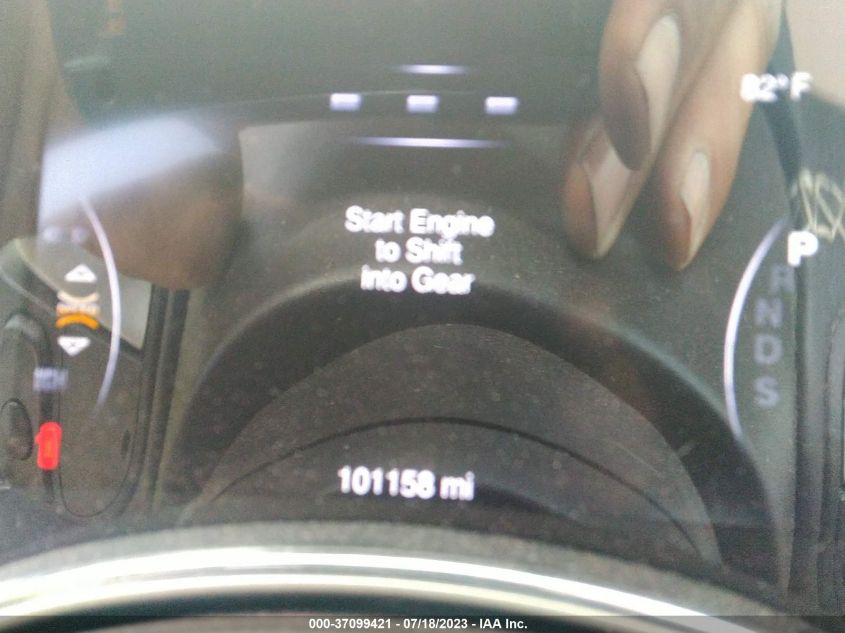 82°F
Start Engine
to Shift
into Gear
P
R
N
D
S
101158 mi
000-37099421 - 07/18/2023 - IAA Inc.